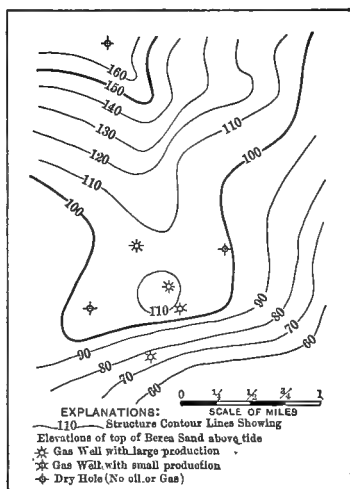 160
150
140
130
120
110
110
100
100
110
90
80
70
60
90
80
70
60
EXPLANATIONS:
0 ¼ ½ ¾ 1
SCALE OF MILES
110 Structure Contour Lines Showing
Elevations of top of Berea Sand above tide
Gas Well with large production
Gas Well with small production
Dry Hole (No oil or Gas)